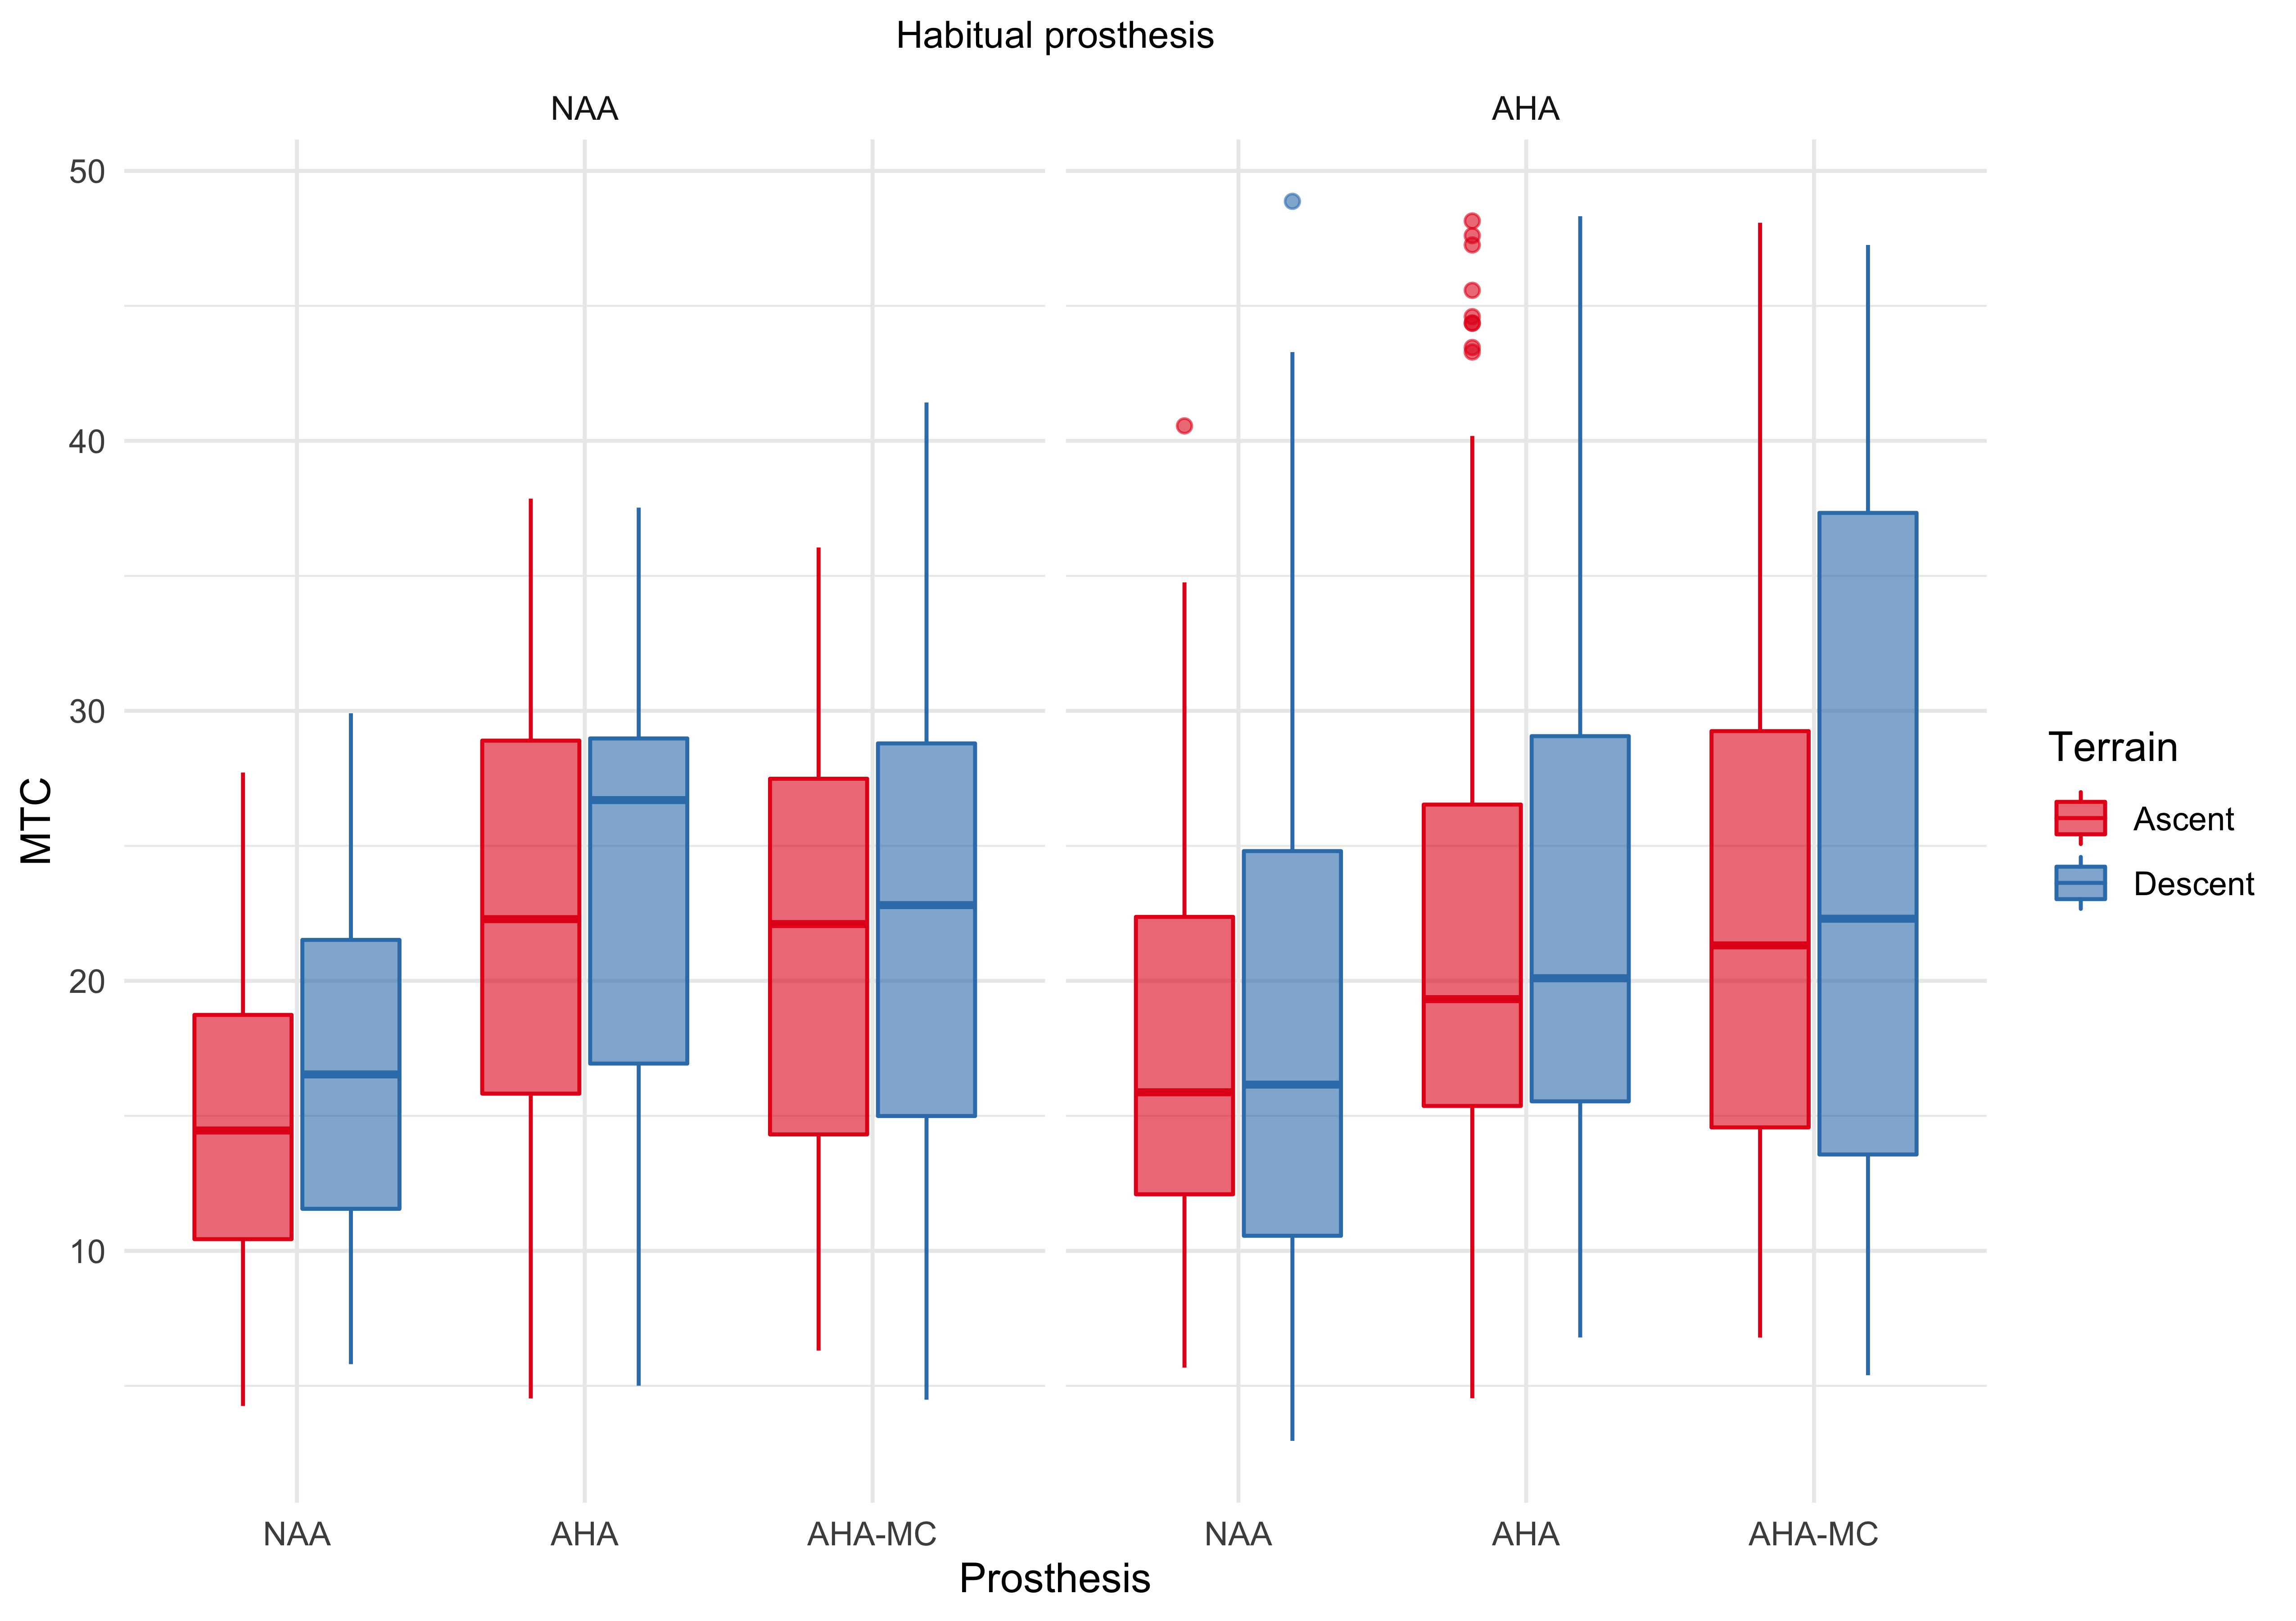 Habitual prosthesis
NAA
AHA
50
40
30
20
10
MTC
NAA
AHA
AHA-MC
NAA
AHA
AHA-MC
Prosthesis
Terrain
Ascent
Descent